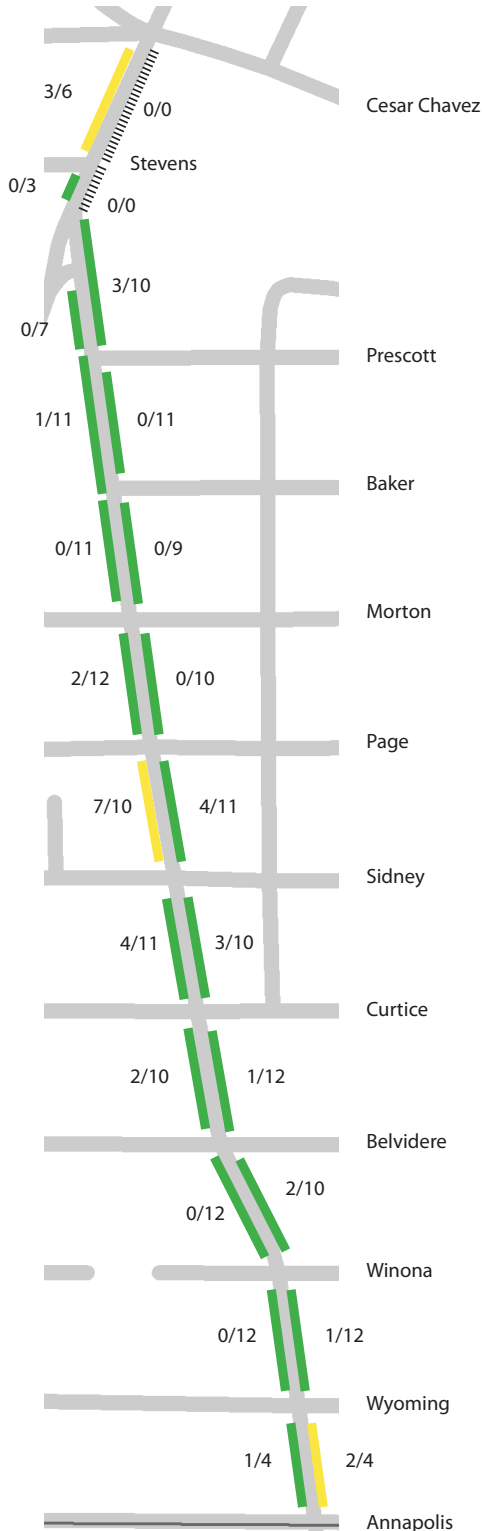 3/6
Cesar Chavez
0/0
Stevens
0/3
0/0
3/10
0/7
Prescott
1/11
0/11
Baker
0/11
0/9
Morton
2/12
0/10
Page
7/10
4/11
Sidney
4/11
3/10
Curtice
2/10
1/12
Belvidere
2/10
0/12
Winona
0/12
1/12
Wyoming
1/4
2/4
Annapolis